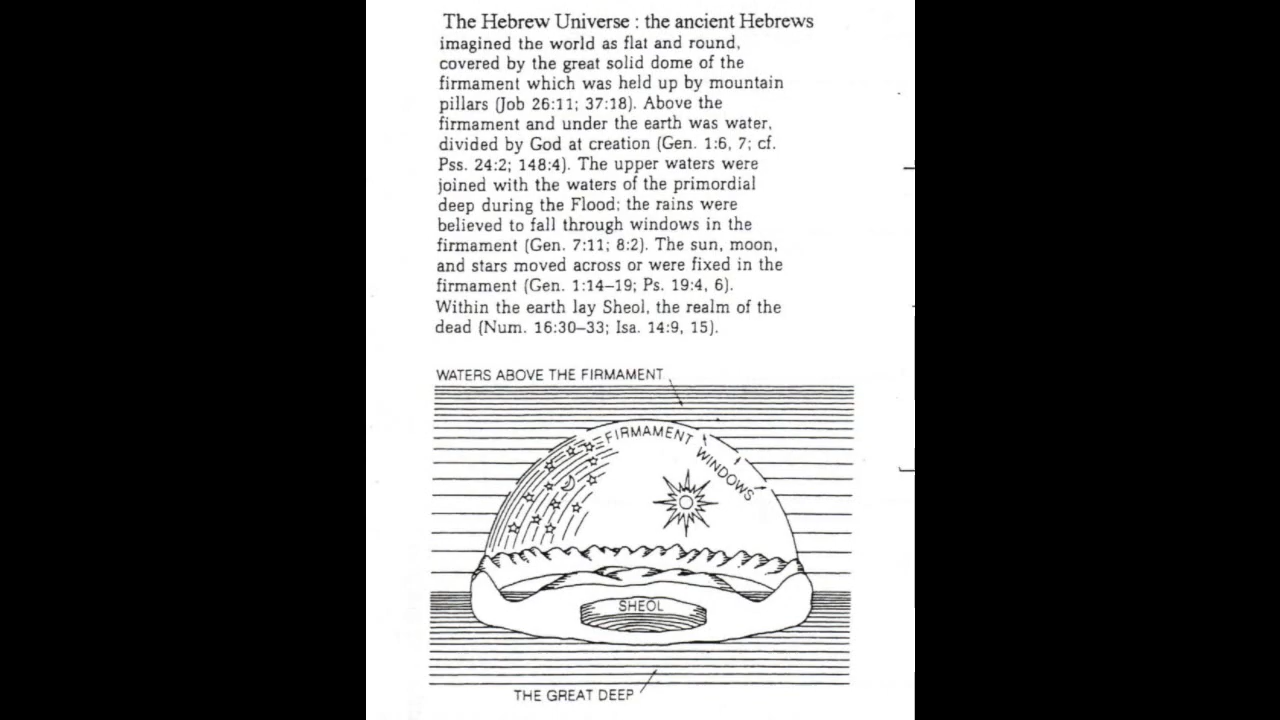 The Hebrew Universe : the ancient Hebrews
imagined the world as flat and round,
covered by the great solid dome of the
firmament which was held up by mountain
pillars (Job 26:11; 37:18). Above the
firmament and under the earth was water,
divided by God at creation (Gen. 1:6, 7; cf.
Pss. 24:2; 148:4). The upper waters were
joined with the waters of the primordial
deep during the Flood; the rains were
believed to fall through windows in the
firmament (Gen. 7:11; 8:2). The sun, moon,
and stars moved across or were fixed in the
firmament (Gen. 1:14–19; Ps. 19:4, 6).
Within the earth lay Sheol, the realm of the
dead (Num. 16:30–33; Isa. 14:9, 15).
WATERS ABOVE THE FIRMAMENT
FIRMAMENT
WINDOWS
SHEOL
THE GREAT DEEP